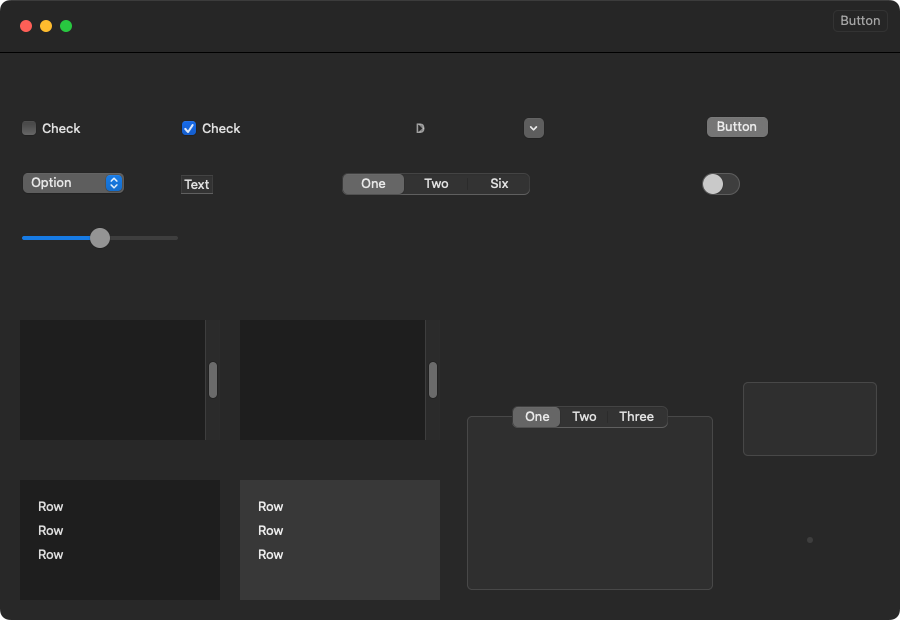 Button
Check
Check
D
Button
Option
Text
One Two Six
One Two Three
Row
Row
Row
Row
Row
Row